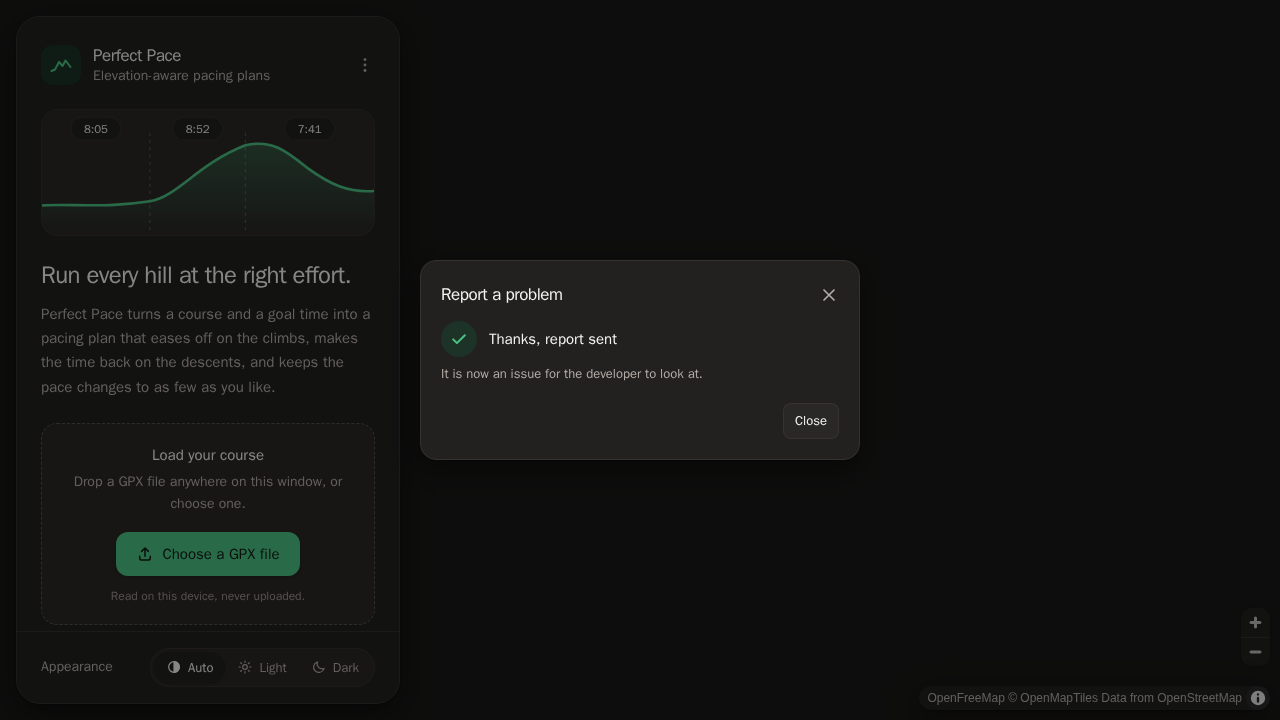 Perfect Pace
Elevation-aware pacing plans
8:05
8:52
7:41
Run every hill at the right effort.
Perfect Pace turns a course and a goal time into a
pacing plan that eases off on the climbs, makes
the time back on the descents, and keeps the
pace changes to as few as you like.
Load your course
Drop a GPX file anywhere on this window, or
choose one.
Choose a GPX file
Read on this device, never uploaded.
Appearance
Auto
Light
Dark
Report a problem
Thanks, report sent
It is now an issue for the developer to look at.
Close
OpenFreeMap © OpenMapTiles Data from OpenStreetMap